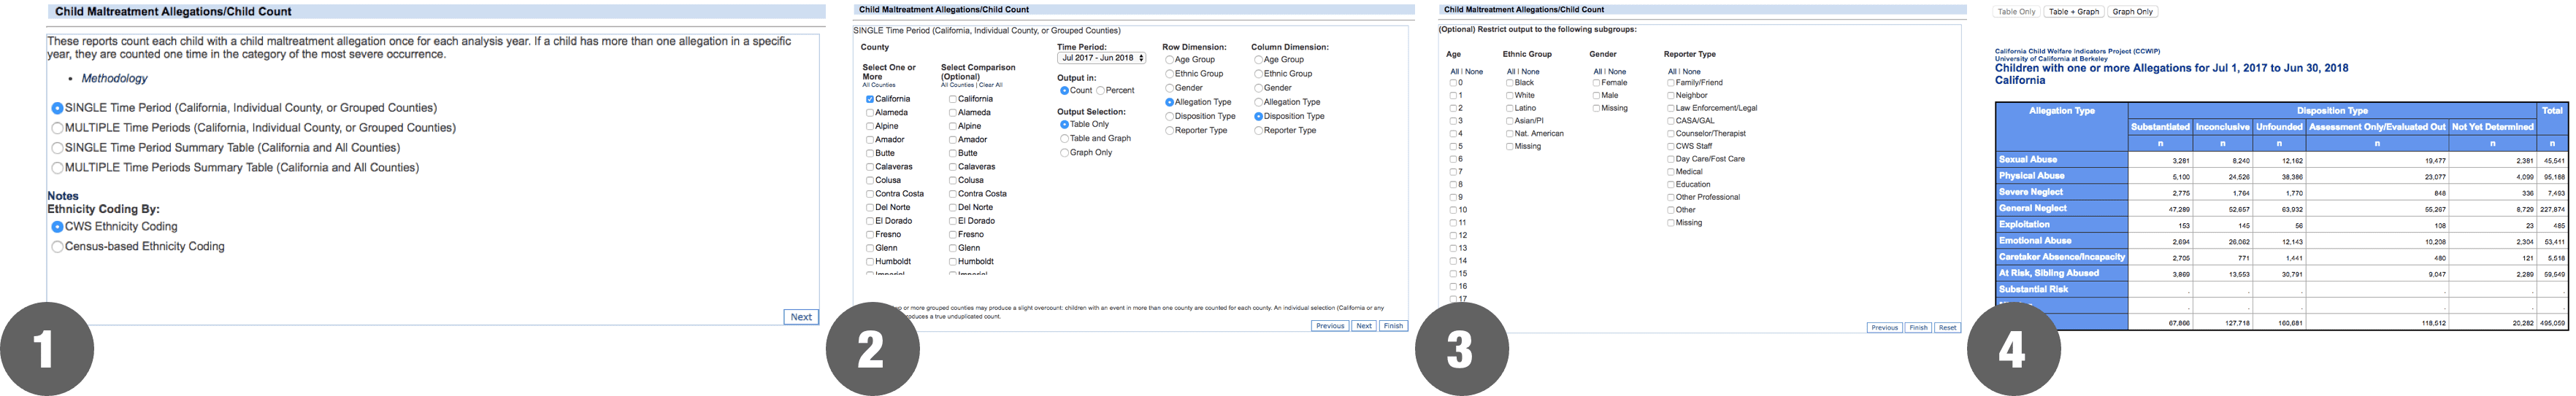 Child Maltreatment Allegations/Child Count
These reports count each child with a child maltreatment allegation once for each analysis year. If a child has more than one allegation in a specific
year, they are counted one time in the category of the most severe occurrence.
• Methodology
SINGLE Time Period (California, Individual County, or Grouped Counties)
MULTIPLE Time Periods (California, Individual County, or Grouped Counties)
SINGLE Time Period Summary Table (California and All Counties)
MULTIPLE Time Periods Summary Table (California and All Counties)
Notes
Ethnicity Coding By:
CWS Ethnicity Coding
Census-based Ethnicity Coding
Next
1
Child Maltreatment Allegations/Child Count
SINGLE Time Period (California, Individual County, or Grouped Counties)
County
Select One or
More
All Counties
California
Alameda
Alpine
Amador
Butte
Calaveras
Colusa
Contra Costa
Del Norte
El Dorado
Fresno
Glenn
Humboldt
Imperial
Select Comparison
(Optional)
All Counties | Clear All
California
Alameda
Alpine
Amador
Butte
Calaveras
Colusa
Contra Costa
Del Norte
El Dorado
Fresno
Glenn
Humboldt
Imperial
Time Period:
Jul 2017 - Jun 2018
Output in:
Count Percent
Output Selection:
Table Only
Table and Graph
Graph Only
Row Dimension:
Age Group
Ethnic Group
Gender
Allegation Type
Disposition Type
Reporter Type
Column Dimension:
Age Group
Ethnic Group
Gender
Allegation Type
Disposition Type
Reporter Type
or more grouped counties may produce a slight overcount: children with an event in more than one county are counted for each county. An individual selection (California or any
produces a true unduplicated count.
Previous Next Finish
2
Child Maltreatment Allegations/Child Count
(Optional) Restrict output to the following subgroups:
Age
All | None
0
1
2
3
4
5
6
7
8
9
10
11
12
13
14
15
16
17
Ethnic Group
All | None
Black
White
Latino
Asian/PI
Nat. American
Missing
Gender
All | None
Female
Male
Missing
Reporter Type
All | None
Family/Friend
Neighbor
Law Enforcement/Legal
CASA/GAL
Counselor/Therapist
CWS Staff
Day Care/Fost Care
Medical
Education
Other Professional
Other
Missing
Previous Finish Reset
3
Table Only Table + Graph Graph Only
California Child Welfare Indicators Project (CCWIP)
University of California at Berkeley
Children with one or more Allegations for Jul 1, 2017 to Jun 30, 2018
California
Allegation Type Disposition Type Total
Substantiated Inconclusive Unfounded Assessment Only/Evaluated Out Not Yet Determined
n n n n n n
Sexual Abuse 3,281 8,240 12,162 19,477 2,381 45,541
Physical Abuse 5,100 24,526 38,386 23,077 4,099 95,188
Severe Neglect 2,775 1,764 1,770 848 336 7,493
General Neglect 47,289 52,657 63,932 55,267 8,729 227,874
Exploitation 153 145 56 108 23 485
Emotional Abuse 2,694 26,062 12,143 10,208 2,304 53,411
Caretaker Absence/Incapacity 2,705 771 1,441 480 121 5,518
At Risk, Sibling Abused 3,869 13,553 30,791 9,047 2,289 59,549
Substantial Risk . . . . . .
. . . . . .
67,866 127,718 160,681 118,512 20,282 495,059
4